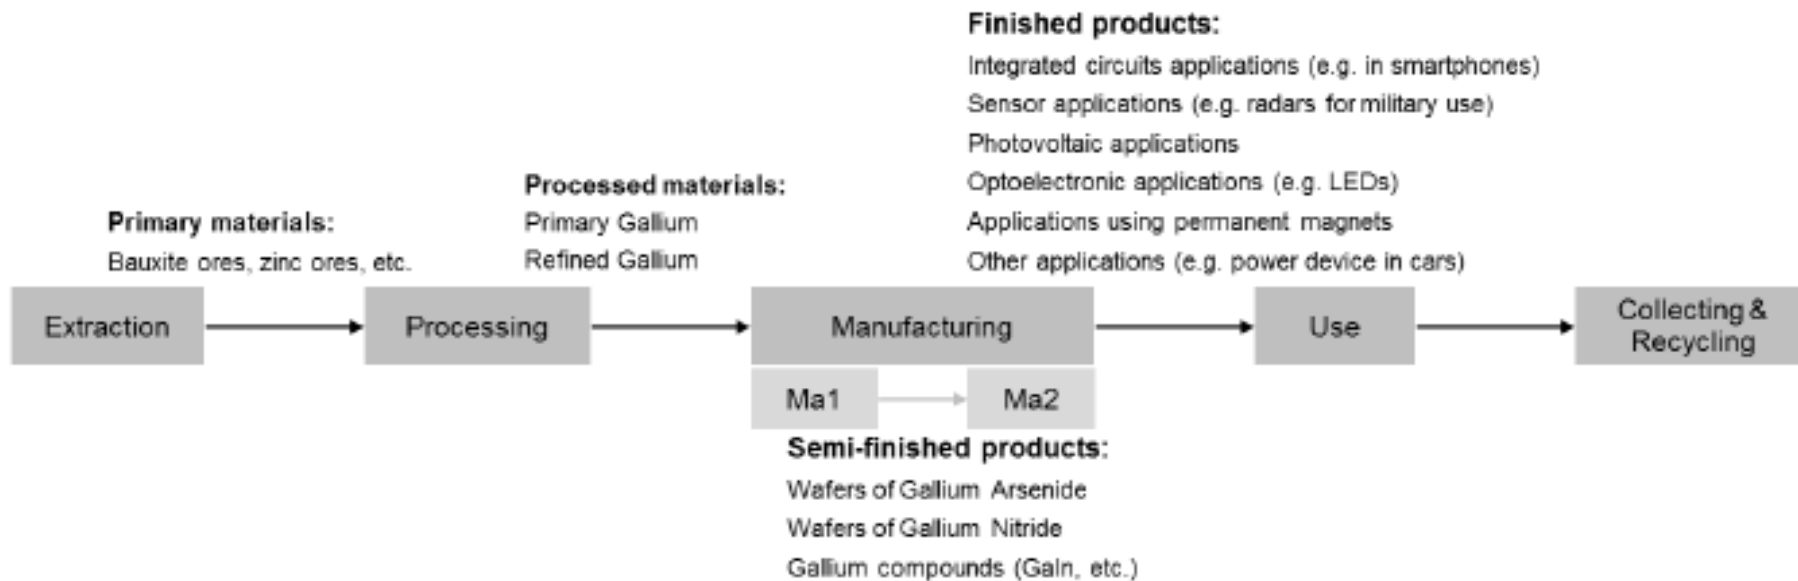 Finished products:
Integrated circuits applications (e.g. in smartphones)
Sensor applications (e.g. radars for military use)
Photovoltaic applications
Optoelectronic applications (e.g. LEDs)
Applications using permanent magnets
Other applications (e.g. power device in cars)
Processed materials:
Primary Gallium
Refined Gallium
Primary materials:
Bauxite ores, zinc ores, etc.
Extraction
Processing
Manufacturing
Use
Collecting &
Recycling
Ma1
Ma2
Semi-finished products:
Wafers of Gallium Arsenide
Wafers of Gallium Nitride
Gallium compounds (GaIn, etc.)